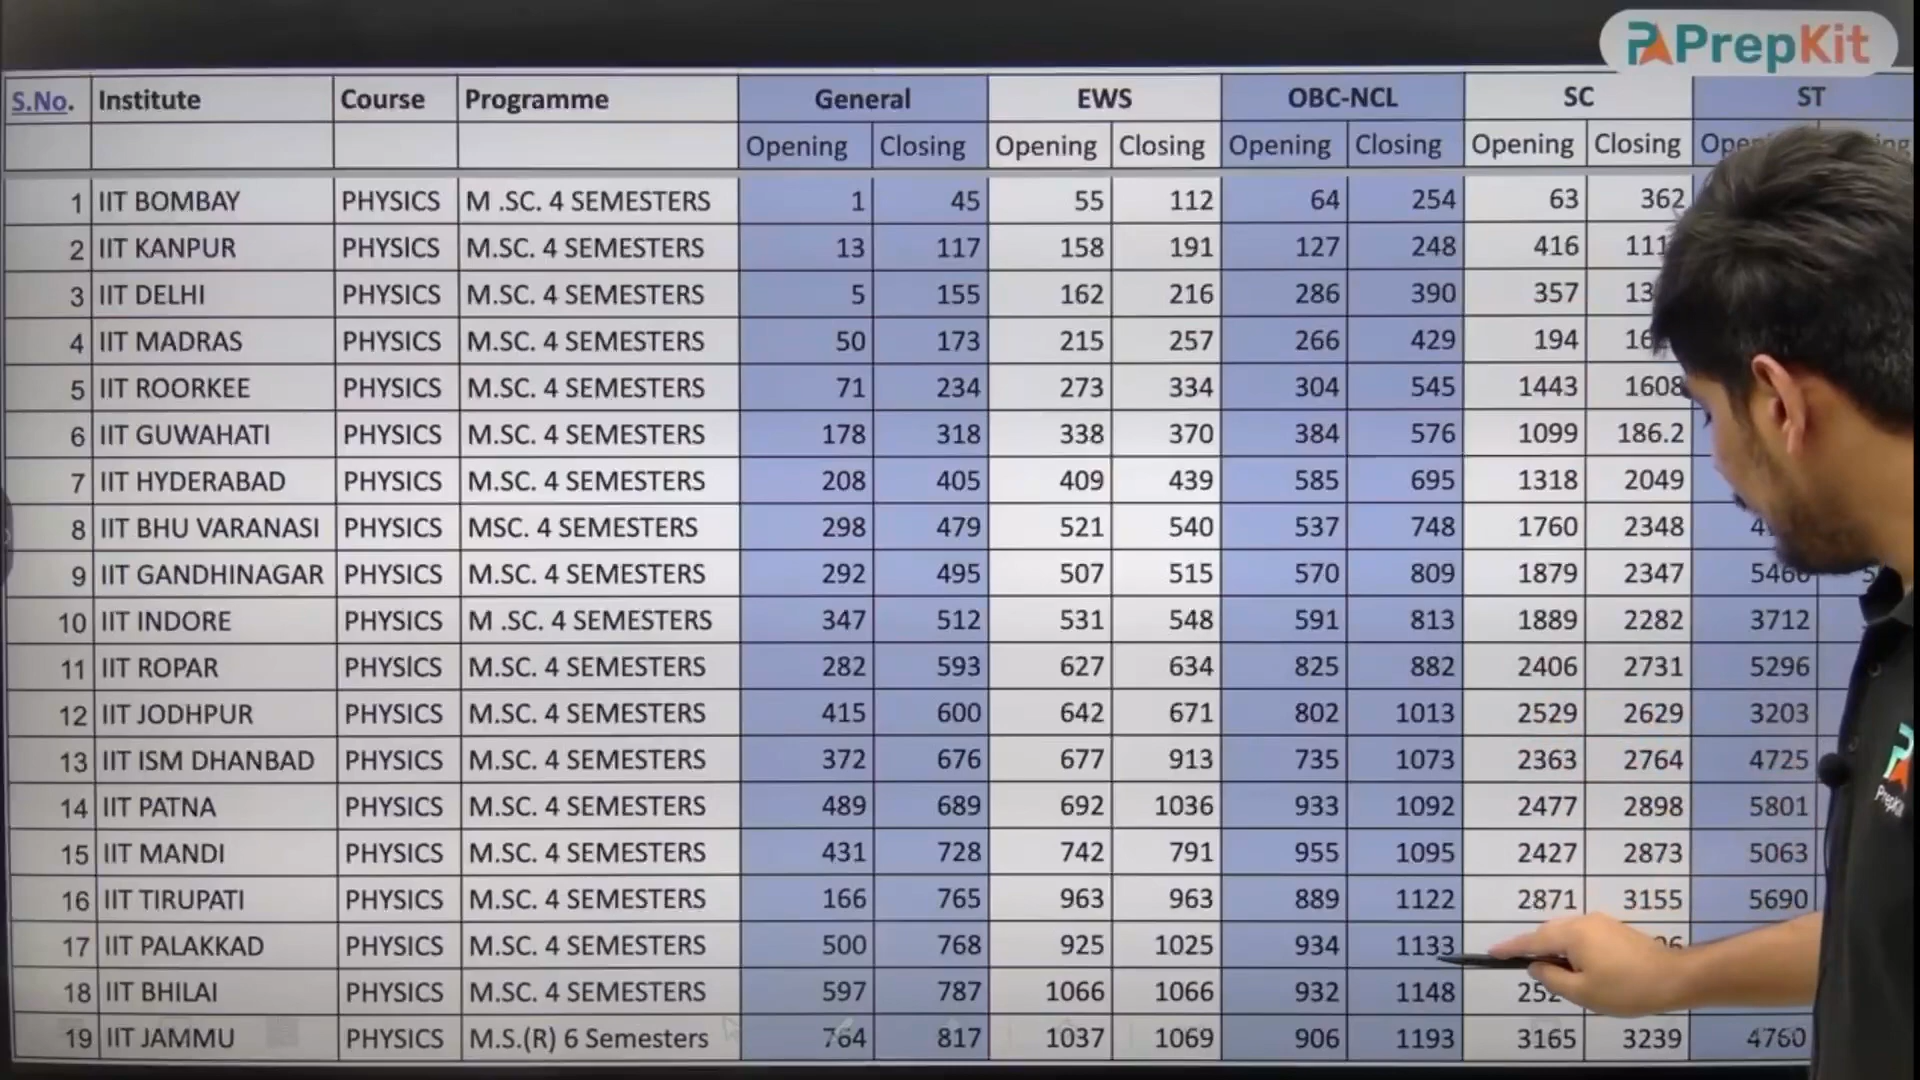 PrepKit
S.No. Institute Course Programme General EWS OBC-NCL SC ST
Opening Closing Opening Closing Opening Closing Opening Closing
1 IIT BOMBAY PHYSICS M .SC. 4 SEMESTERS 1 45 55 112 64 254 63 362
2 IIT KANPUR PHYSICS M.SC. 4 SEMESTERS 13 117 158 191 127 248 416
3 IIT DELHI PHYSICS M.SC. 4 SEMESTERS 5 155 162 216 286 390 357
4 IIT MADRAS PHYSICS M.SC. 4 SEMESTERS 50 173 215 257 266 429 194
5 IIT ROORKEE PHYSICS M.SC. 4 SEMESTERS 71 234 273 334 304 545 1443 1608
6 IIT GUWAHATI PHYSICS M.SC. 4 SEMESTERS 178 318 338 370 384 576 1099 186.2
7 IIT HYDERABAD PHYSICS M.SC. 4 SEMESTERS 208 405 409 439 585 695 1318 2049
8 IIT BHU VARANASI PHYSICS MSC. 4 SEMESTERS 298 479 521 540 537 748 1760 2348
9 IIT GANDHINAGAR PHYSICS M.SC. 4 SEMESTERS 292 495 507 515 570 809 1879 2347 5466
10 IIT INDORE PHYSICS M .SC. 4 SEMESTERS 347 512 531 548 591 813 1889 2282 3712
11 IIT ROPAR PHYSICS M.SC. 4 SEMESTERS 282 593 627 634 825 882 2406 2731 5296
12 IIT JODHPUR PHYSICS M.SC. 4 SEMESTERS 415 600 642 671 802 1013 2529 2629 3203
13 IIT ISM DHANBAD PHYSICS M.SC. 4 SEMESTERS 372 676 677 913 735 1073 2363 2764 4725
14 IIT PATNA PHYSICS M.SC. 4 SEMESTERS 489 689 692 1036 933 1092 2477 2898 5801
15 IIT MANDI PHYSICS M.SC. 4 SEMESTERS 431 728 742 791 955 1095 2427 2873 5063
16 IIT TIRUPATI PHYSICS M.SC. 4 SEMESTERS 166 765 963 963 889 1122 2871 3155 5690
17 IIT PALAKKAD PHYSICS M.SC. 4 SEMESTERS 500 768 925 1025 934 1133
18 IIT BHILAI PHYSICS M.SC. 4 SEMESTERS 597 787 1066 1066 932 1148
19 IIT JAMMU PHYSICS M.S.(R) 6 Semesters 764 817 1037 1069 906 1193 3165 3239 4760